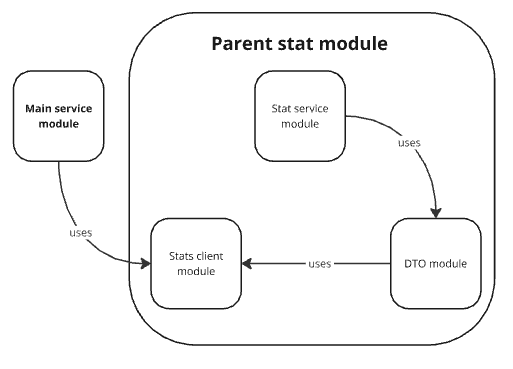 Parent stat module
Main service
module
Stat service
module
uses
uses
Stats client
module
uses
DTO module